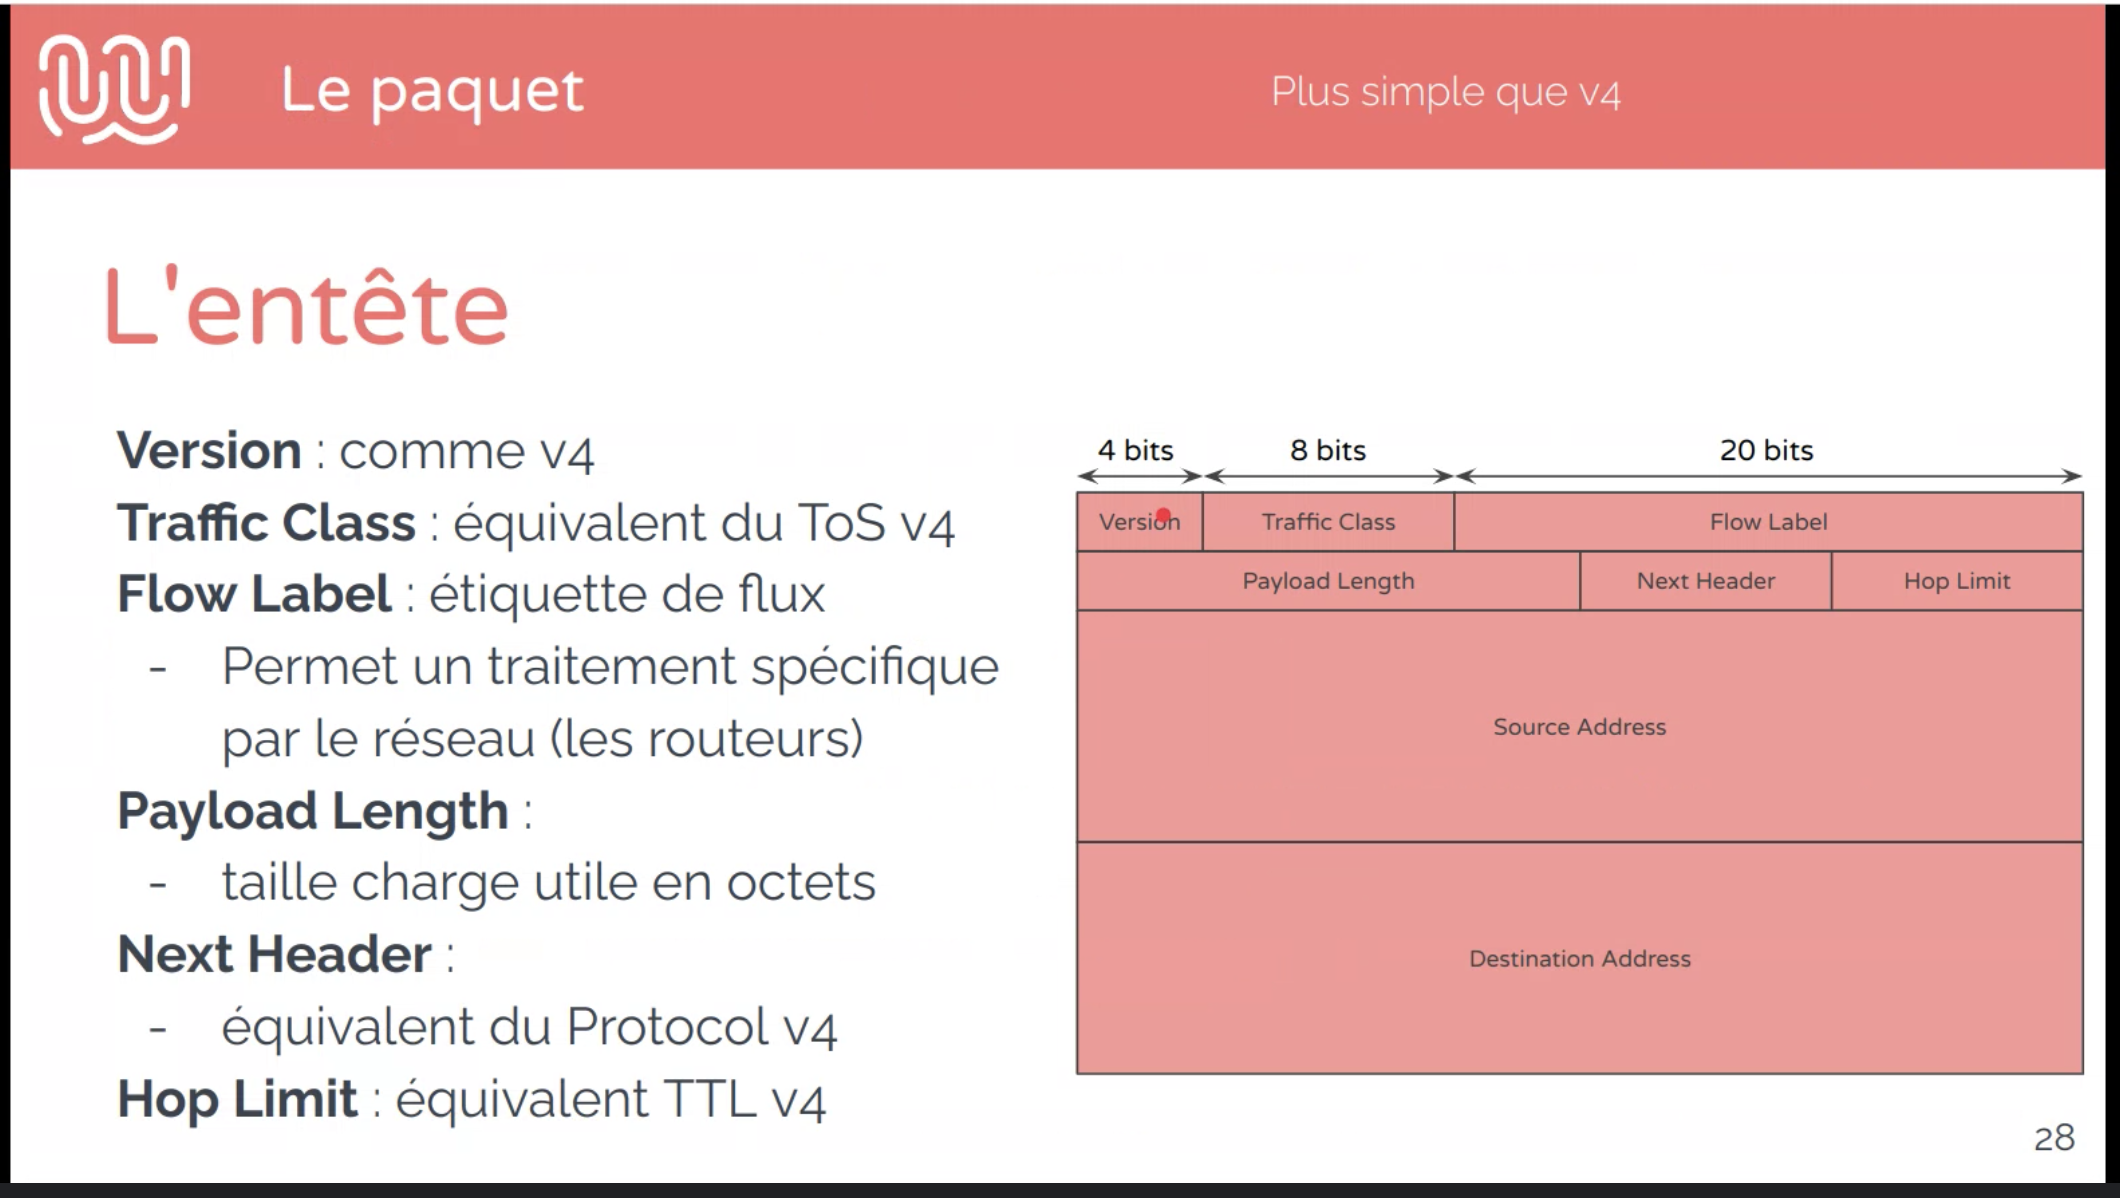 Le paquet
Plus simple que v4
L'entête
Version : comme v4
Traffic Class : équivalent du ToS v4
Flow Label : étiquette de flux
- Permet un traitement spécifique
par le réseau (les routeurs)
Payload Length :
- taille charge utile en octets
Next Header :
- équivalent du Protocol v4
Hop Limit : équivalent TTL v4
4 bits 8 bits 20 bits
Version Traffic Class Flow Label
Payload Length Next Header Hop Limit
Source Address
Destination Address
28